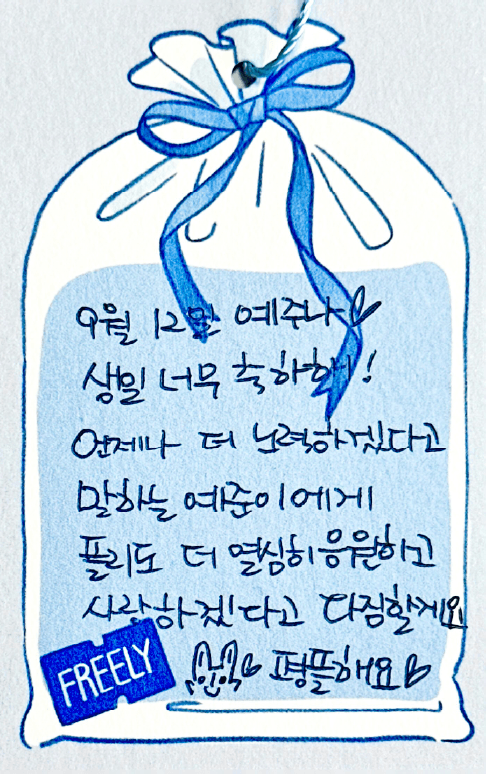 9월 12일 예주나♡
생일 너무 축하해!
언제나 더 노력하겠다고
말하는 예준이에게
플리도 더 열심히 응원하고
사랑하겠다고 다짐할게요
평플해요♡
FREELY